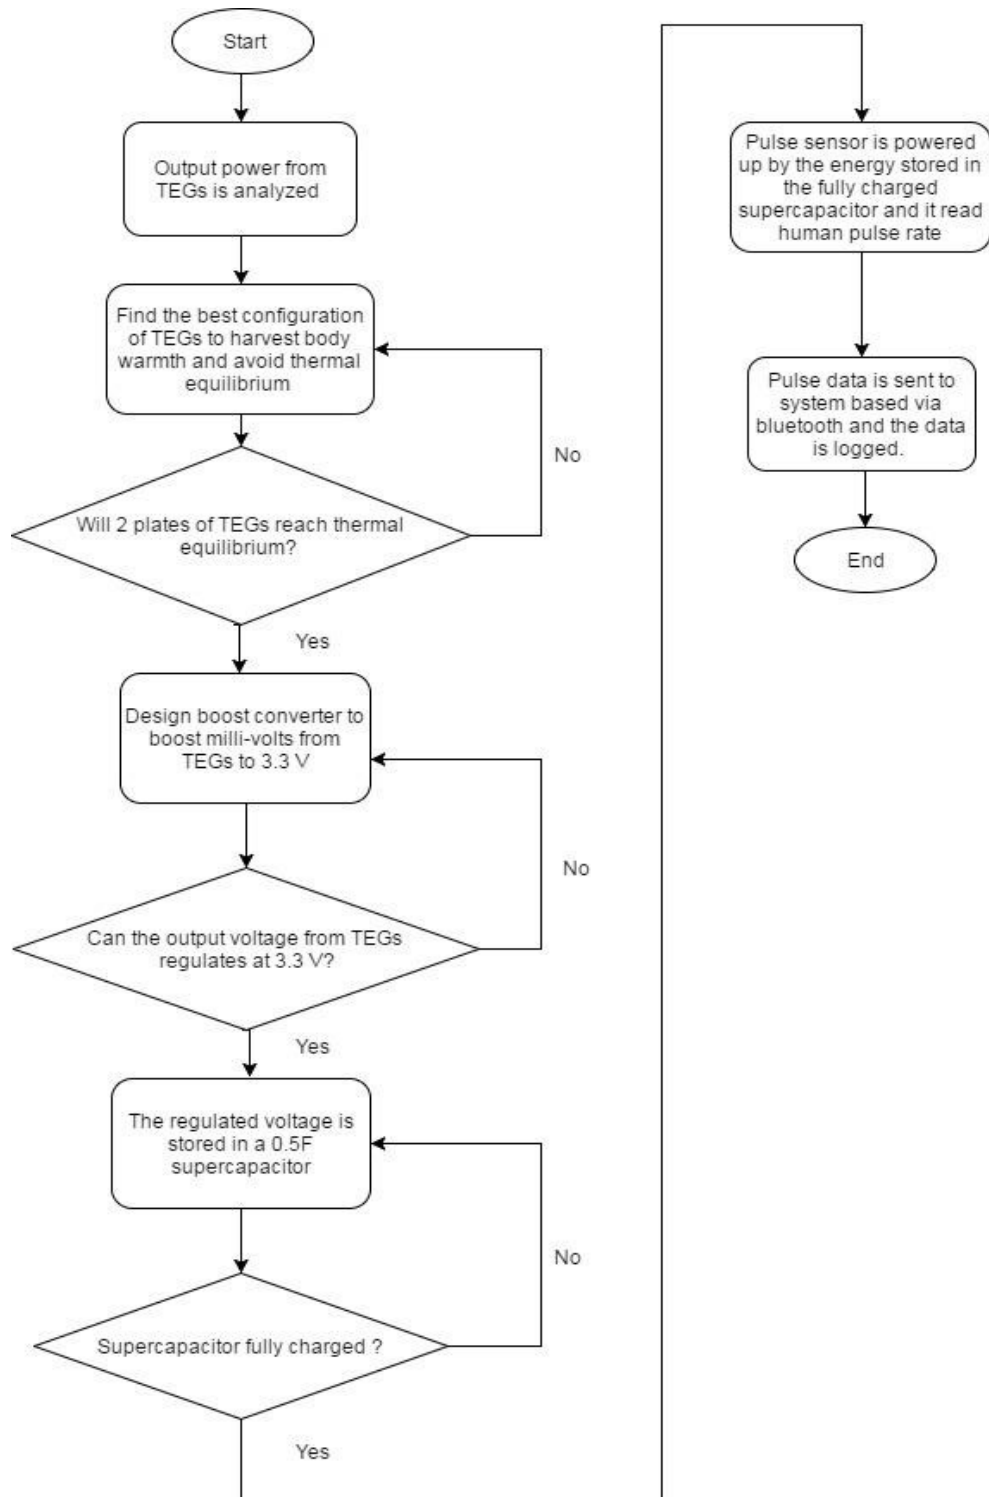 Start
Output power from
TEGs is analyzed
Find the best configuration
of TEGs to harvest body
warmth and avoid thermal
equilibrium
No
Will 2 plates of TEGs reach thermal
equilibrium?
Yes
Design boost converter to
boost milli-volts from
TEGs to 3.3 V
No
Can the output voltage from TEGs
regulates at 3.3 V?
Yes
The regulated voltage is
stored in a 0.5F
supercapacitor
No
Supercapacitor fully charged ?
Yes
Pulse sensor is powered
up by the energy stored in
the fully charged
supercapacitor and it read
human pulse rate
Pulse data is sent to
system based via
bluetooth and the data
is logged.
End